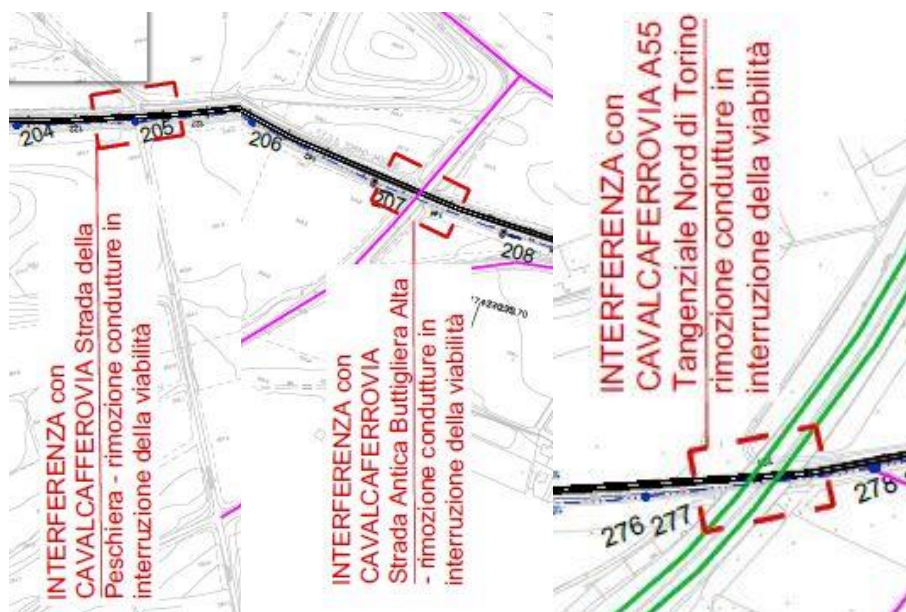 204
205
206
207
208
INTERFERENZA con
CAVALCAFFERROVIA Strada della
Peschiera - rimozione condutture in
interruzione della viabilità
INTERFERENZA con
CAVALCAFERROVIA
Strada Antica Buttigliera Alta
- rimozione condutture in
interruzione della viabilità
INTERFERENZA con
CAVALCAFERROVIA A55
Tangenziale Nord di Torino
rimozione condutture in
interruzione della viabilità
276
277
278